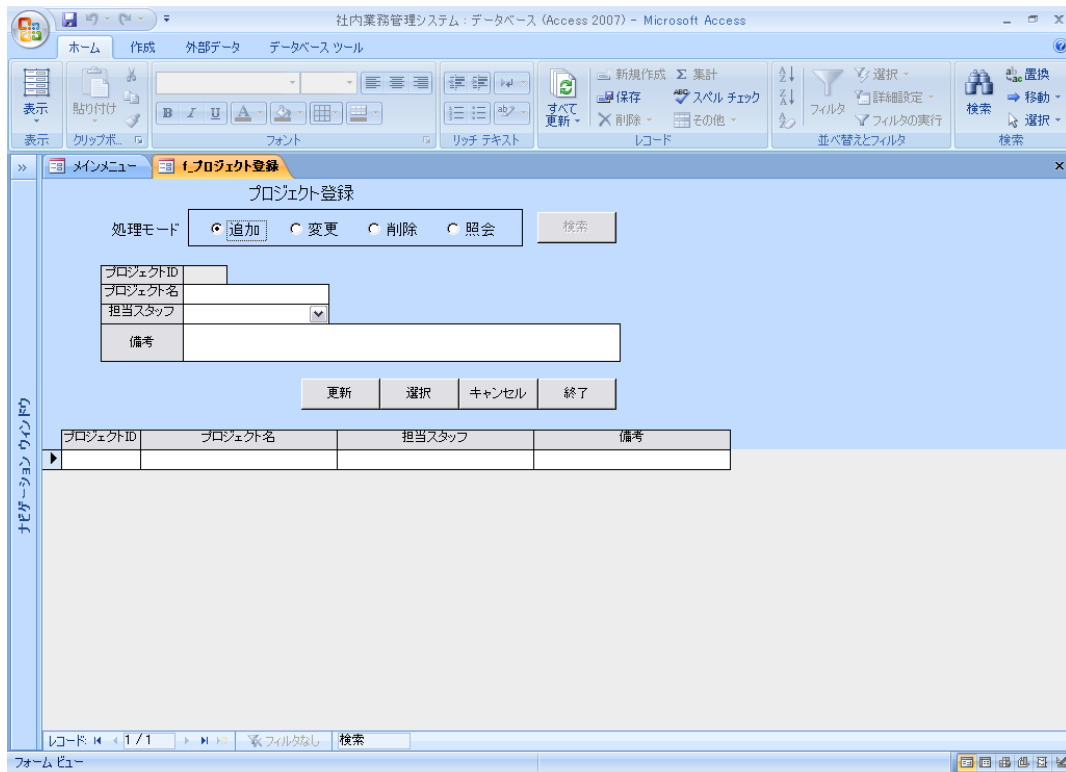 社内業務管理システム : データベース (Access 2007) - Microsoft Access
ホーム 作成 外部データ データベース ツール
新規作成 Σ 集計 選択 置換
表示 貼り付け B I U A すべて更新 保存 スペル チェック フィルタ 詳細設定 検索 移動
削除 その他 フィルタの実行 選択
表示 クリップボ... フォント リッチ テキスト レコード 並べ替えとフィルタ 検索
» メインメニュー f_プロジェクト登録 ×
プロジェクト登録
処理モード 追加 変更 削除 照会 検索
プロジェクトID
プロジェクト名
担当スタッフ
備考
更新 選択 キャンセル 終了
プロジェクトID プロジェクト名 担当スタッフ 備考
ナビゲーション ウィンドウ
レコード: 1 / 1 フィルタなし 検索
フォーム ビュー